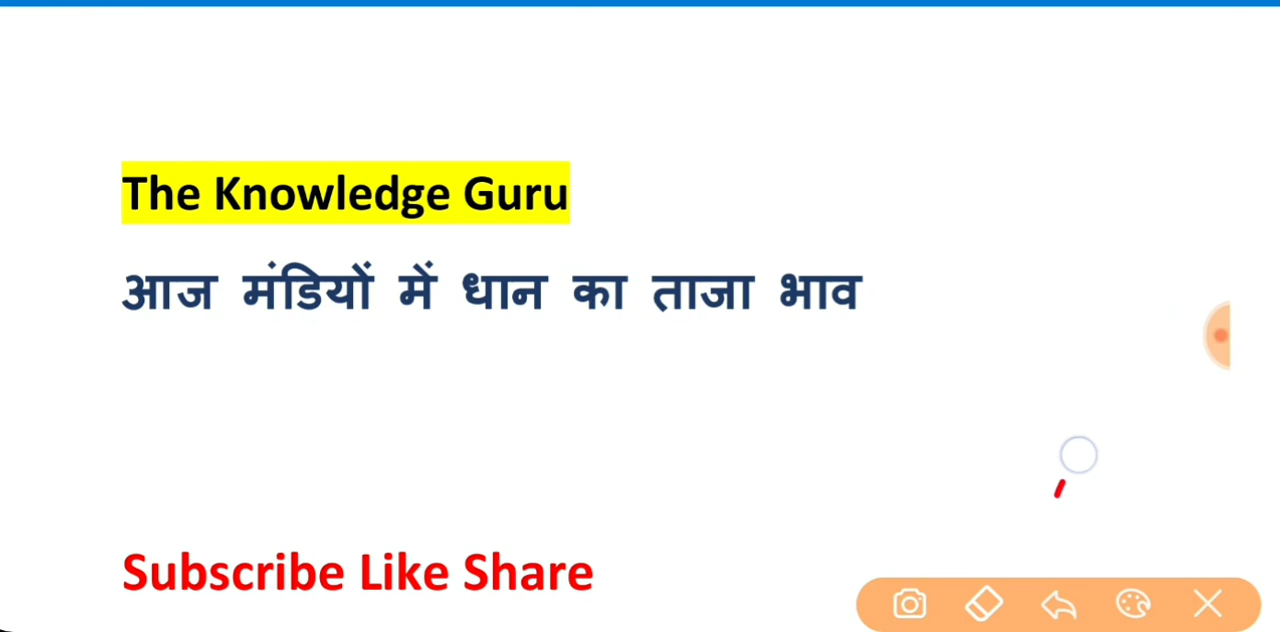 The Knowledge Guru
आज मंडियों में धान का ताजा भाव
Subscribe Like Share